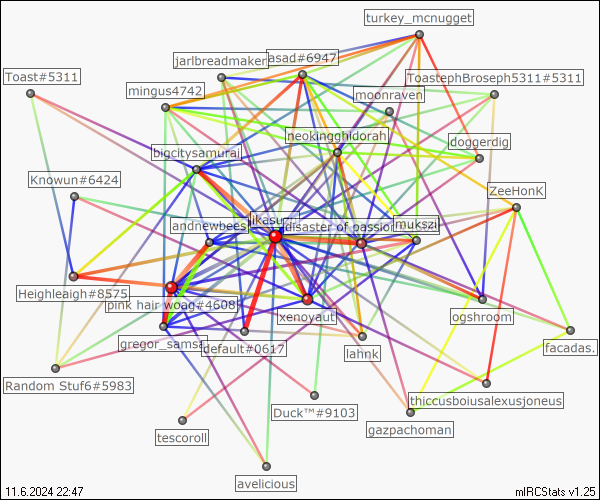 turkey_mcnugget
jarlbreadmaker
asad#6947
Toast#5311
ToastephBroseph5311#5311
mingus4742
moonraven
neokingghidorah
doggerdig
bigcitysamurai
Knowun#6424
ZeeHonK
andnewbees
disaster of passion
mukszi
Heighleigh#8575
pink hair woag#4608
xenoyaut
ogshroom
gregor_samsa
default#0617
lahnk
facadas.
Random Stuf6#5983
thiccusboiusalexusjoneus
Duck™#9103
gazpachoman
tescoroll
avelicious
11.6.2024 22:47
mIRCStats v1.25